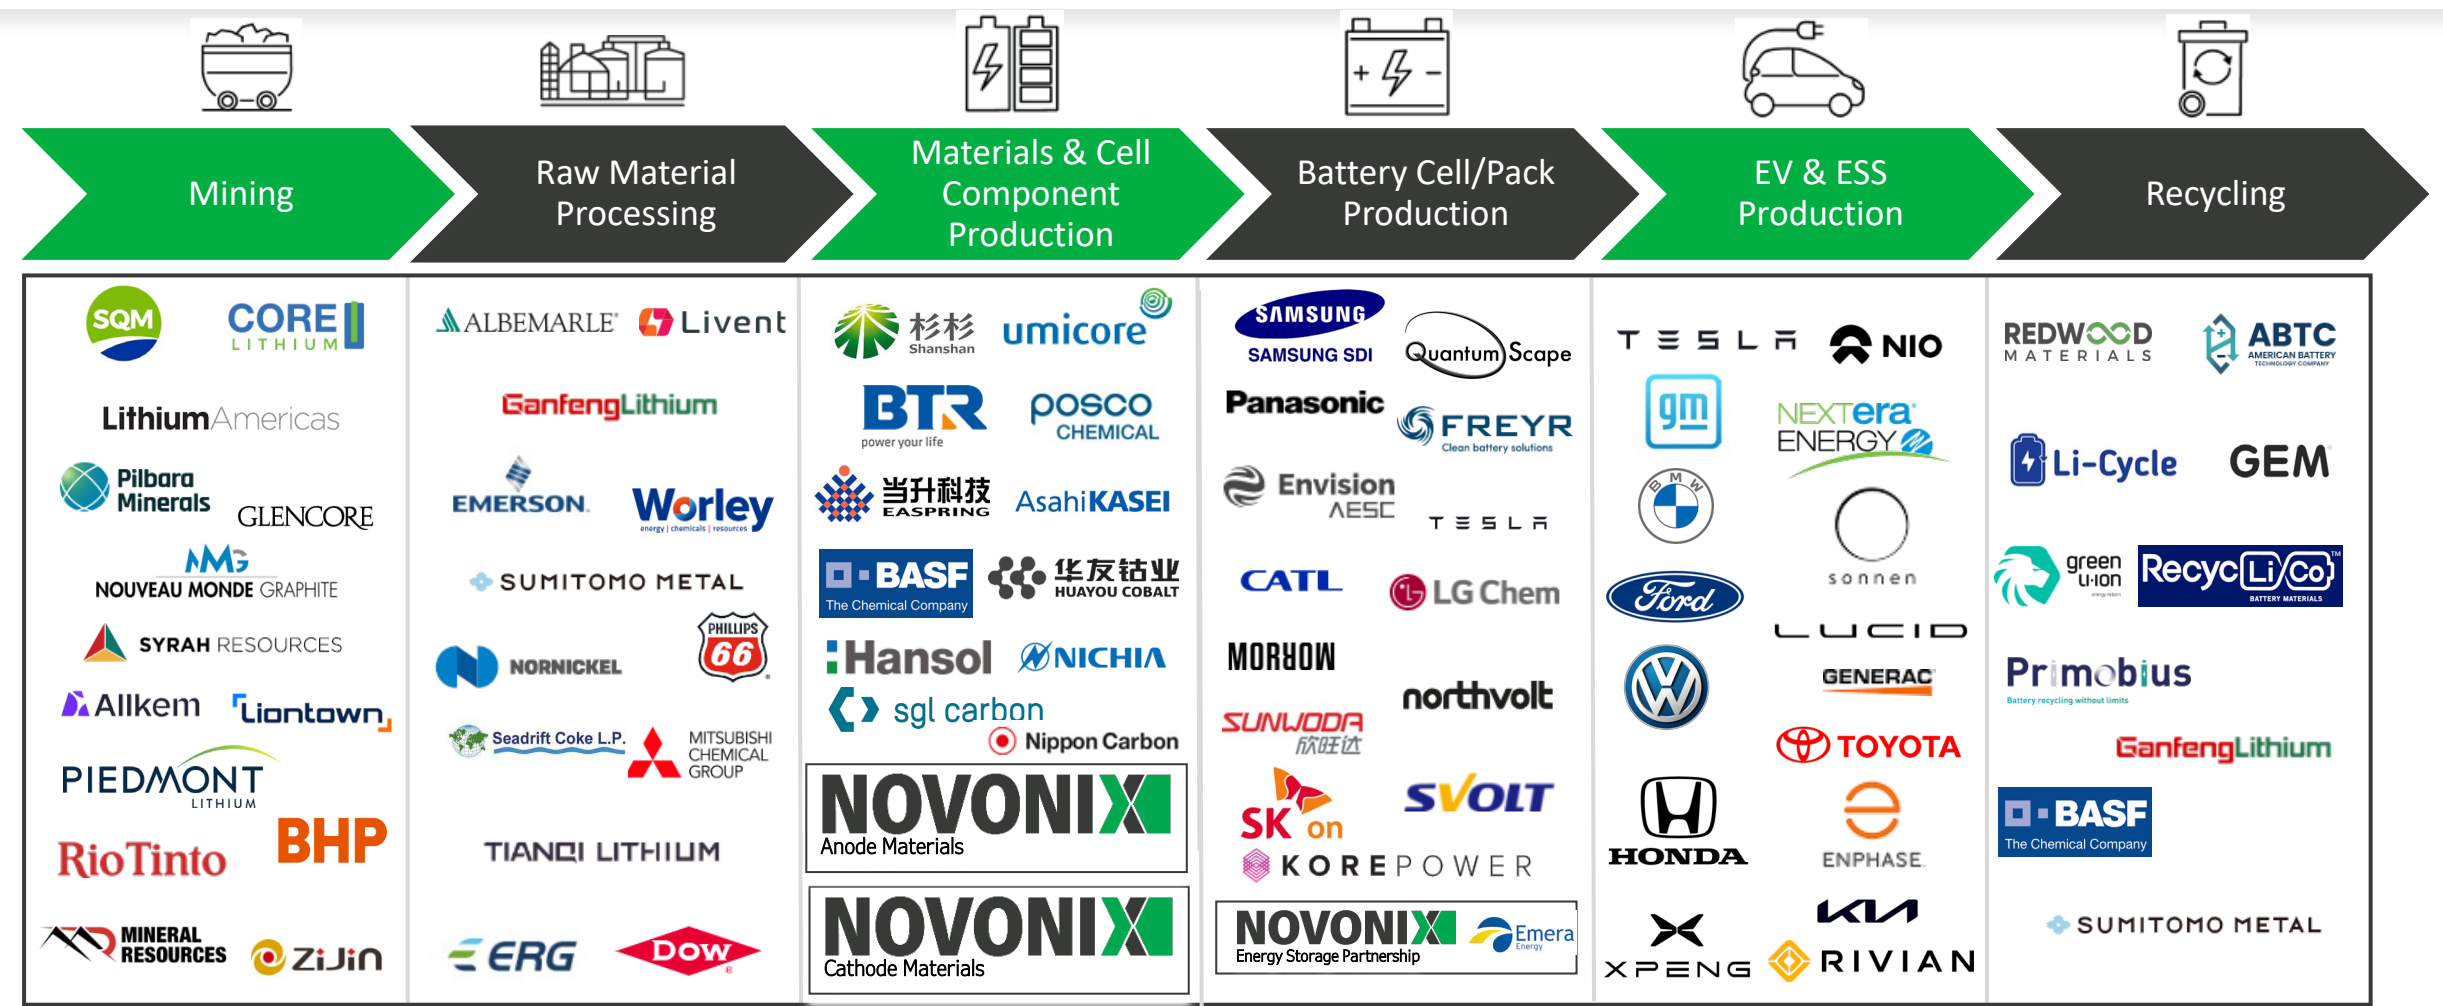 Mining
Raw Material
Processing
Materials & Cell
Component
Production
Battery Cell/Pack
Production
EV & ESS
Production
Recycling
SQM
CORE
LITHIUM
LithiumAmericas
Pilbara
Minerals
GLENCORE
NMG
NOUVEAU MONDE GRAPHITE
SYRAH RESOURCES
Allkem
Liontown
PIEDMONT
LITHIUM
RioTinto
BHP
MINERAL
RESOURCES
ZiJin
ALBEMARLE
Livent
GanfengLithium
EMERSON
Worley
energy | chemicals | resources
SUMITOMO METAL
NORNICKEL
PHILLIPS
66
Seadrift Coke L.P.
MITSUBISHI
CHEMICAL
GROUP
TIANQI LITHIUM
ERG
DOW
杉杉
Shanshan
umicore
BTR
power your life
POSCO
CHEMICAL
当升科技
EASPRING
AsahiKASEI
BASF
The Chemical Company
华友钴业
HUAYOU COBALT
Hansol
NICHIA
sgl carbon
Nippon Carbon
NOVONIX
Anode Materials
NOVONIX
Cathode Materials
SAMSUNG
SAMSUNG SDI
QuantumScape
Panasonic
FREYR
Clean battery solutions
Envision
AESC
TESLA
CATL
LG Chem
MORROW
northvolt
SUNWODA
欣旺达
SK on
SVOLT
KOREPOWER
NOVONIX
Energy Storage Partnership
Emera
Energy
TESLA
NIO
gm
NEXTera
ENERGY
BMW
sonnen
Ford
LUCID
VW
GENERAC
TOYOTA
HONDA
ENPHASE
XPENG
KIA
RIVIAN
REDWOOD
MATERIALS
ABTC
AMERICAN BATTERY
TECHNOLOGY COMPANY
Li-Cycle
GEM
green
li-ion
RecycLiCo™
BATTERY MATERIALS
Primobius
Battery recycling without limits
GanfengLithium
BASF
The Chemical Company
SUMITOMO METAL